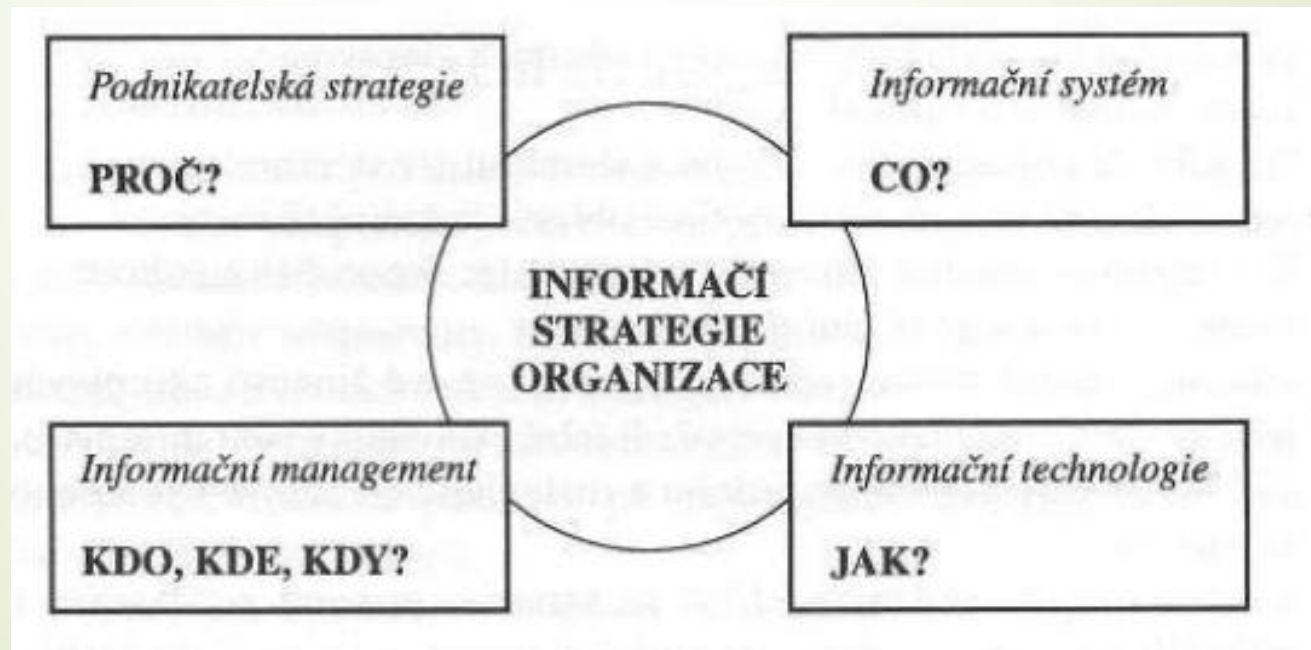 Podnikatelská strategie
PROČ?
Informační systém
CO?
INFORMAČÍ
STRATEGIE
ORGANIZACE
Informační management
KDO, KDE, KDY?
Informační technologie
JAK?